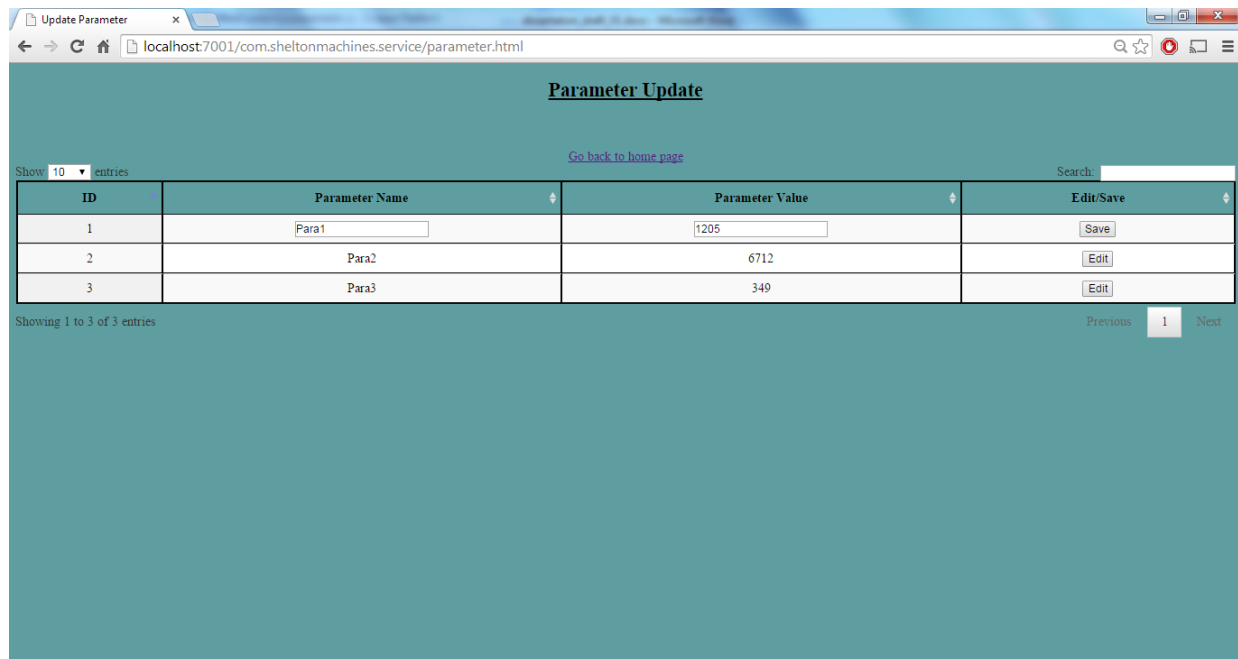 Update Parameter
localhost:7001/com.sheltonmachines.service/parameter.html
Parameter Update
Go back to home page
Show 10 entries Search:
ID Parameter Name Parameter Value Edit/Save
1 Para1 1205 Save
2 Para2 6712 Edit
3 Para3 349 Edit
Showing 1 to 3 of 3 entries Previous 1 Next